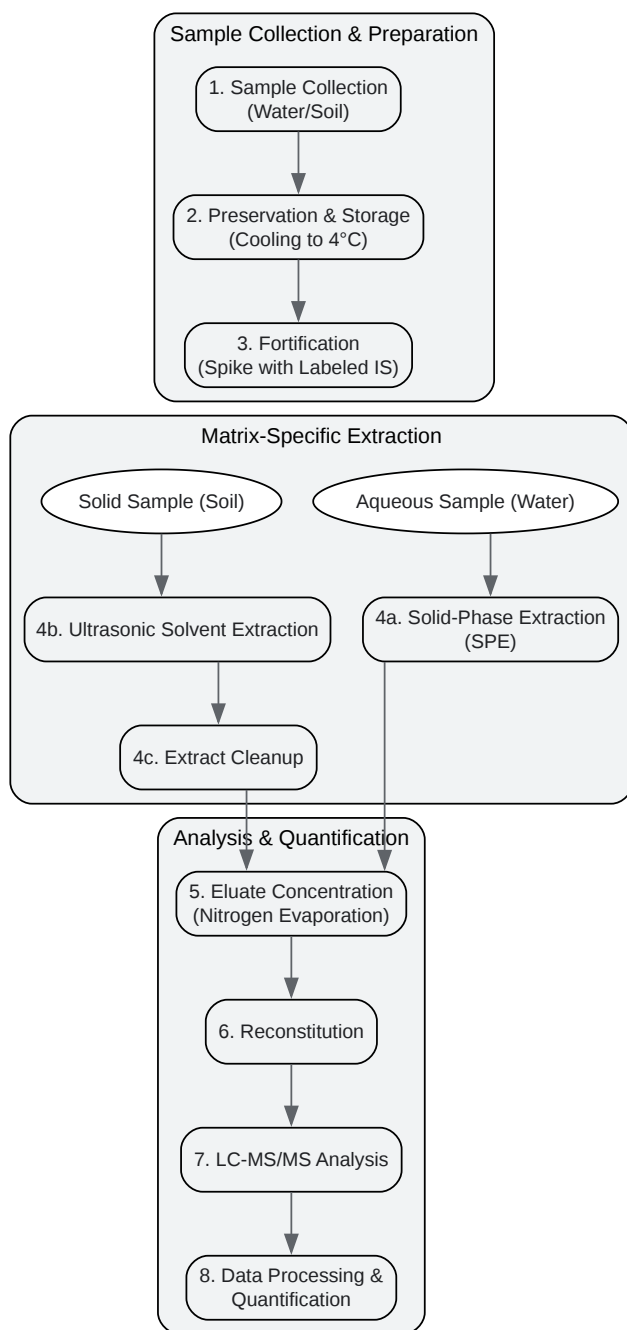 Sample Collection & Preparation
1. Sample Collection
(Water/Soil)
2. Preservation & Storage
(Cooling to 4°C)
3. Fortification
(Spike with Labeled IS)
Matrix-Specific Extraction
Solid Sample (Soil)
Aqueous Sample (Water)
4b. Ultrasonic Solvent Extraction
4a. Solid-Phase Extraction
(SPE)
4c. Extract Cleanup
Analysis & Quantification
5. Eluate Concentration
(Nitrogen Evaporation)
6. Reconstitution
7. LC-MS/MS Analysis
8. Data Processing &
Quantification